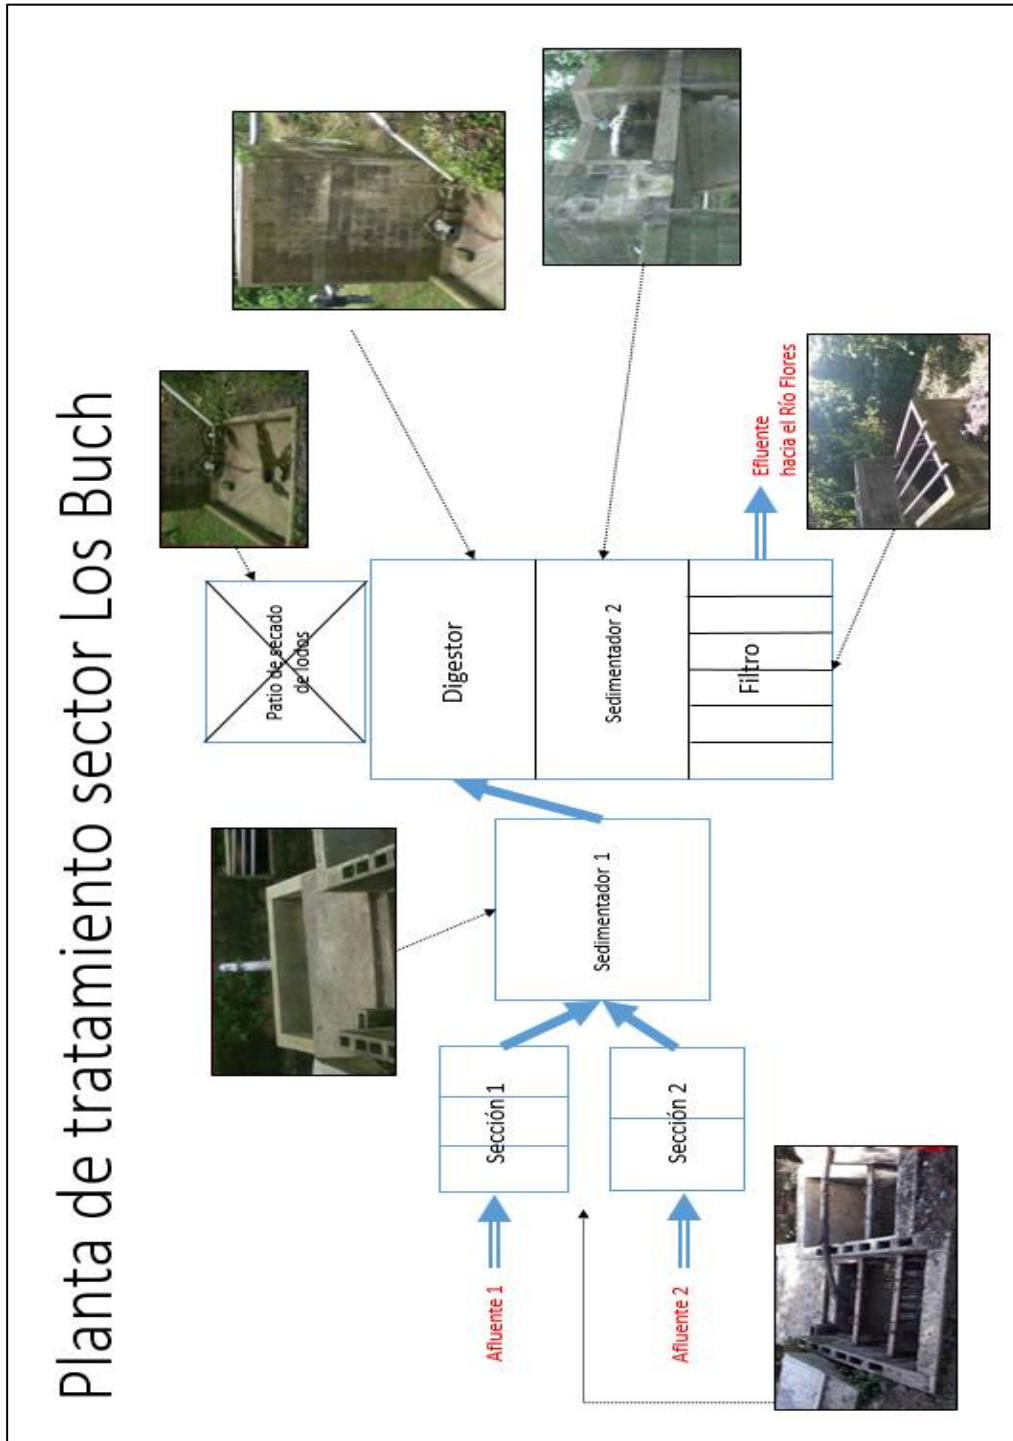 Planta de tratamiento sector Los Buch
Patio de secado
de lodos
Digestor
Sedimentador 2
Filtro
Efluente
hacia el Río Flores
Sedimentador 1
Sección 1
Sección 2
Afluente 1
Afluente 2